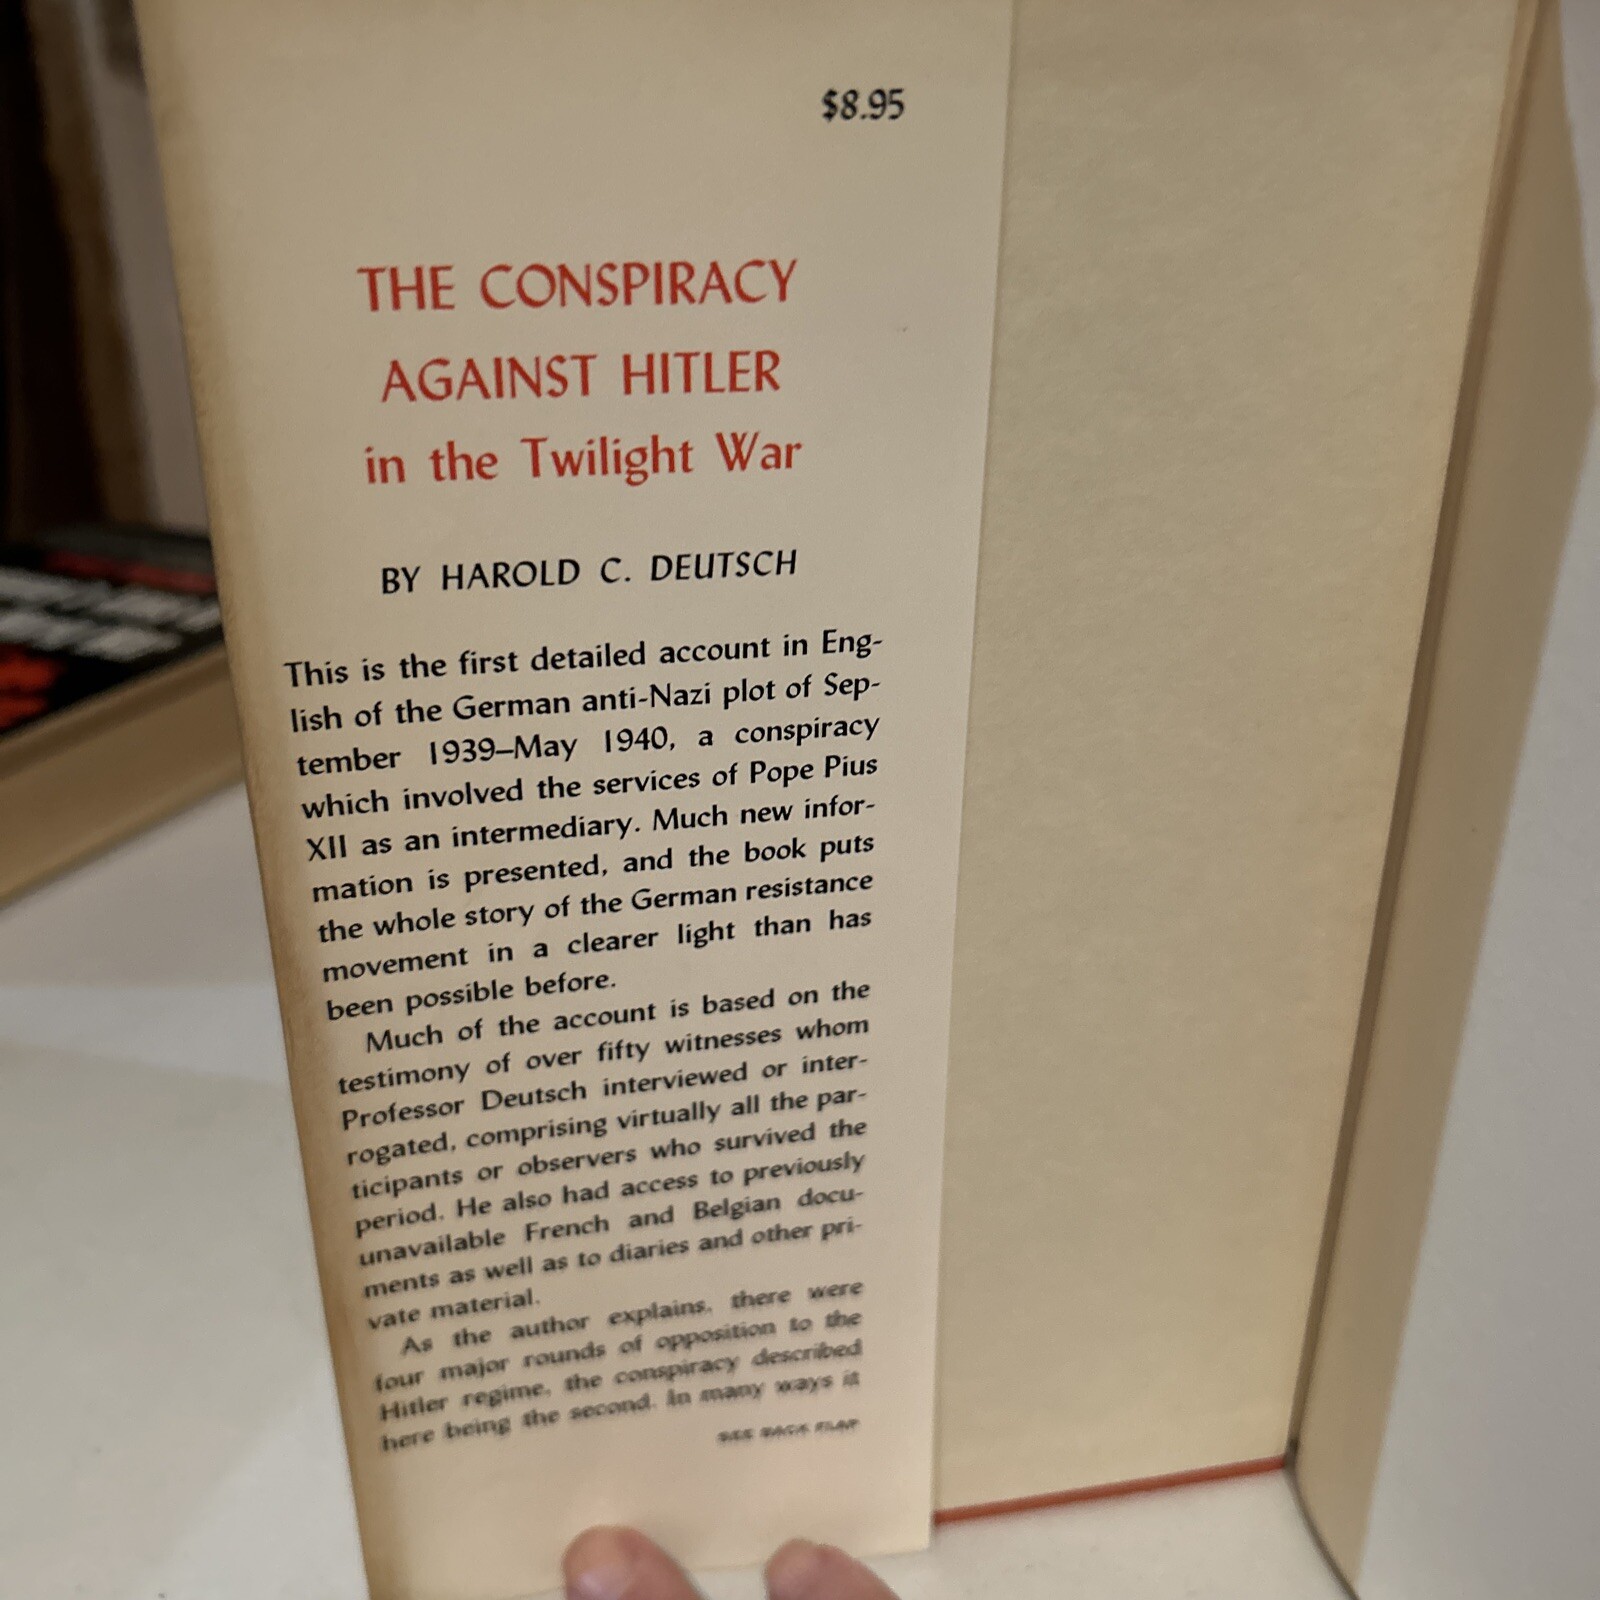 $8.95
THE CONSPIRACY
AGAINST HITLER
in the Twilight War
BY HAROLD C. DEUTSCH
This is the first detailed account in Eng-
lish of the German anti-Nazi plot of Sep-
tember 1939–May 1940, a conspiracy
which involved the services of Pope Pius
XII as an intermediary. Much new infor-
mation is presented, and the book puts
the whole story of the German resistance
movement in a clearer light than has
been possible before.
Much of the account is based on the
testimony of over fifty witnesses whom
Professor Deutsch interviewed or inter-
rogated, comprising virtually all the par-
ticipants or observers who survived the
period. He also had access to previously
unavailable French and Belgian docu-
ments as well as to diaries and other pri-
vate material.
As the author explains, there were
four major rounds of opposition to the
Hitler regime, the conspiracy described
here being the second. In many ways it
SEE BACK FLAP